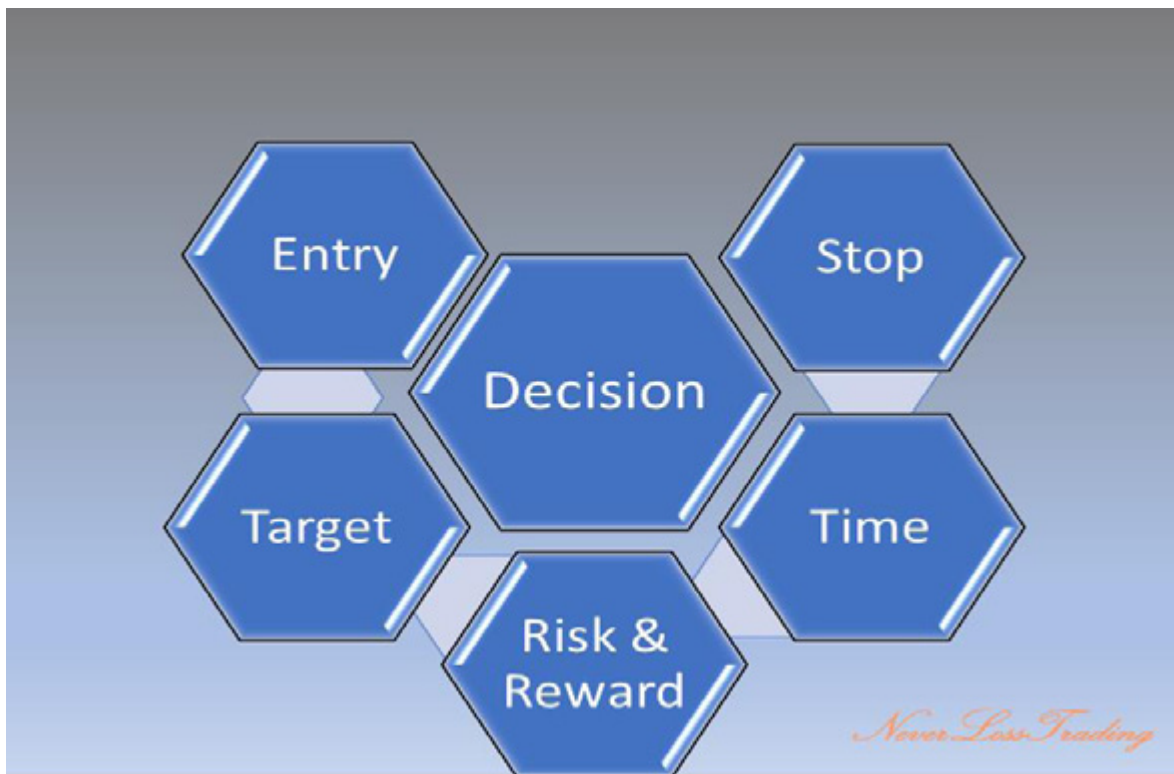 Entry
Stop
Decision
Target
Time
Risk &
Reward
NeverLossTrading